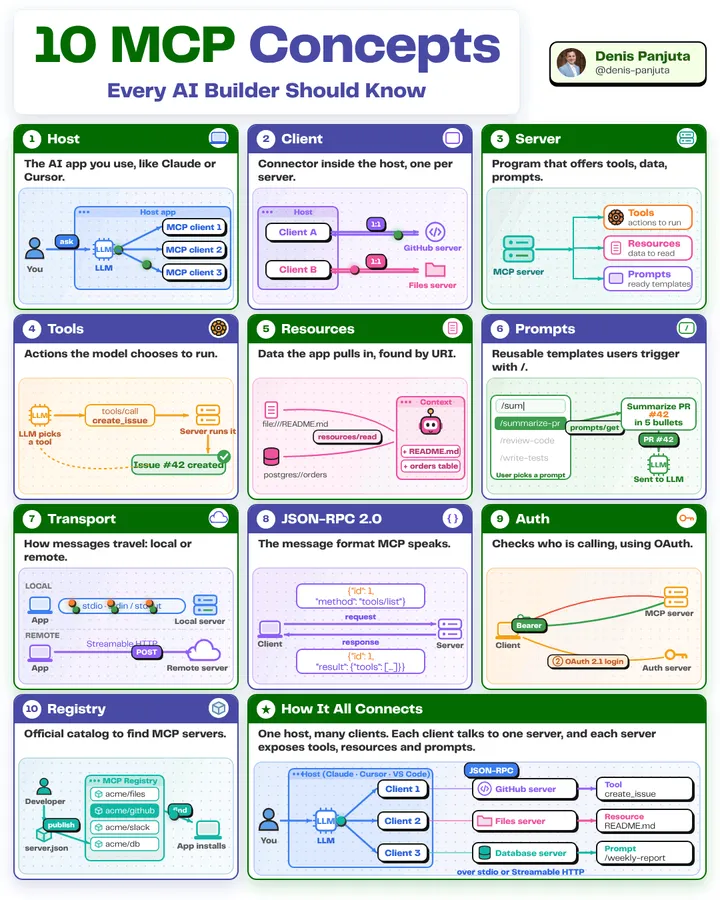 10 MCP Concepts
Every AI Builder Should Know
Denis Panjuta
@denis-panjuta
1 Host
The AI app you use, like Claude or
Cursor.
Host app
You
ask
LLM
LLM
MCP client 1
MCP client 2
MCP client 3
2 Client
Connector inside the host, one per
server.
Host
Client A
1:1
GitHub server
Client B
1:1
Files server
3 Server
Program that offers tools, data,
prompts.
MCP server
Tools
actions to run
Resources
data to read
Prompts
ready templates
4 Tools
Actions the model chooses to run.
LLM
LLM picks
a tool
tools/call
create_issue
Server runs it
Issue #42 created
5 Resources
Data the app pulls in, found by URI.
file:///README.md
resources/read
postgres://orders
Context
+ README.md
+ orders table
6 Prompts
Reusable templates users trigger
with /.
/sum|
/summarize-pr
/review-code
/write-tests
User picks a prompt
prompts/get
Summarize PR
#42
in 5 bullets
PR #42
LLM
Sent to LLM
7 Transport
How messages travel: local or
remote.
LOCAL
App
Local server
REMOTE
App
Streamable HTTP
POST
Remote server
8 JSON-RPC 2.0
{ }
The message format MCP speaks.
{"id": 1,
"method": "tools/list"}
request
Client
Server
response
{"id": 1,
"result": {"tools": […]}}
9 Auth
Checks who is calling, using OAuth.
MCP server
Bearer
Client
2 OAuth 2.1 login
Auth server
10 Registry
Official catalog to find MCP servers.
Developer
publish
server.json
MCP Registry
acme/files
acme/github
acme/slack
acme/db
find
App installs
★ How It All Connects
One host, many clients. Each client talks to one server, and each server
exposes tools, resources and prompts.
Host (Claude · Cursor · VS Code)
You
LLM
LLM
Client 1
Client 2
Client 3
JSON-RPC
GitHub server
Files server
Database server
Tool
create_issue
Resource
README.md
Prompt
/weekly-report
over stdio or Streamable HTTP